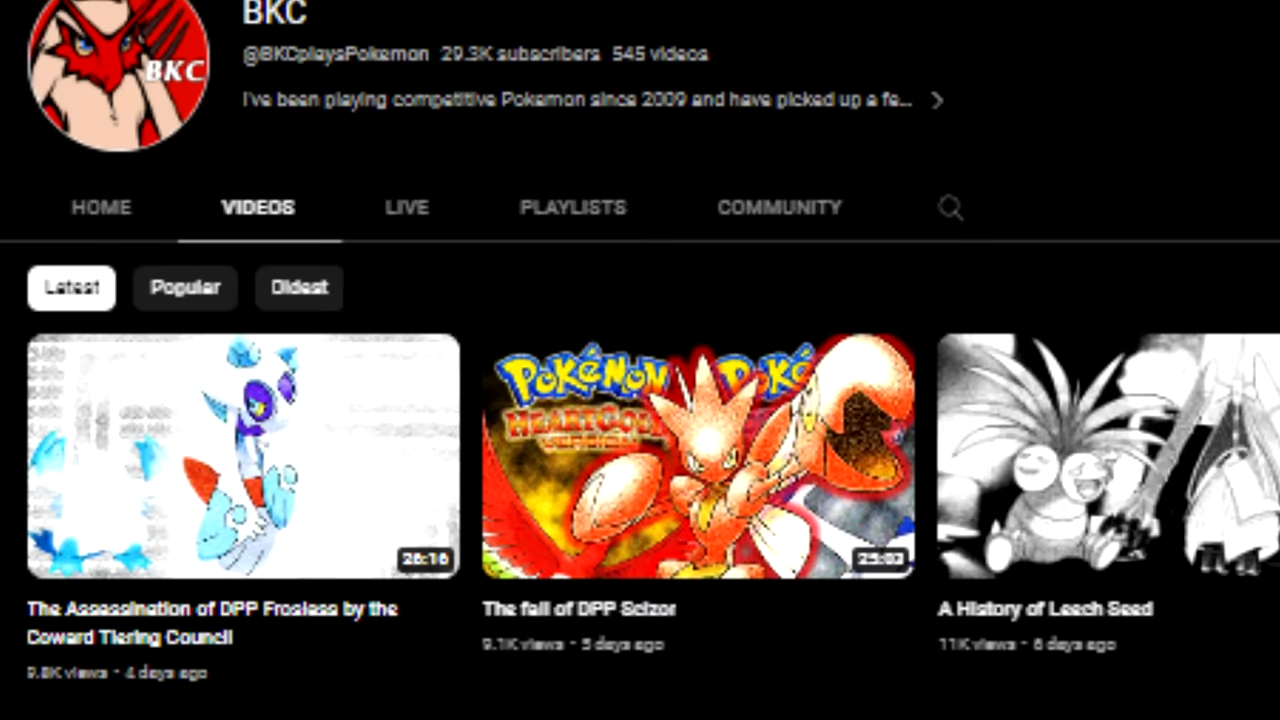 BKC
BKC
@BKCplaysPokemon 29.3K subscribers 545 videos
I've been playing competitive Pokemon since 2009 and have picked up a fe...
HOME VIDEOS LIVE PLAYLISTS COMMUNITY
Latest Popular Oldest
POKéMON POKé
HEARTGOL
VERSION
26:16 25:03
The Assassination of DPP Froslass by the
Coward Tiering Council
9.8K views • 4 days ago
The fall of DPP Scizor
9.1K views • 5 days ago
A History of Leech Seed
11K views • 6 days ago